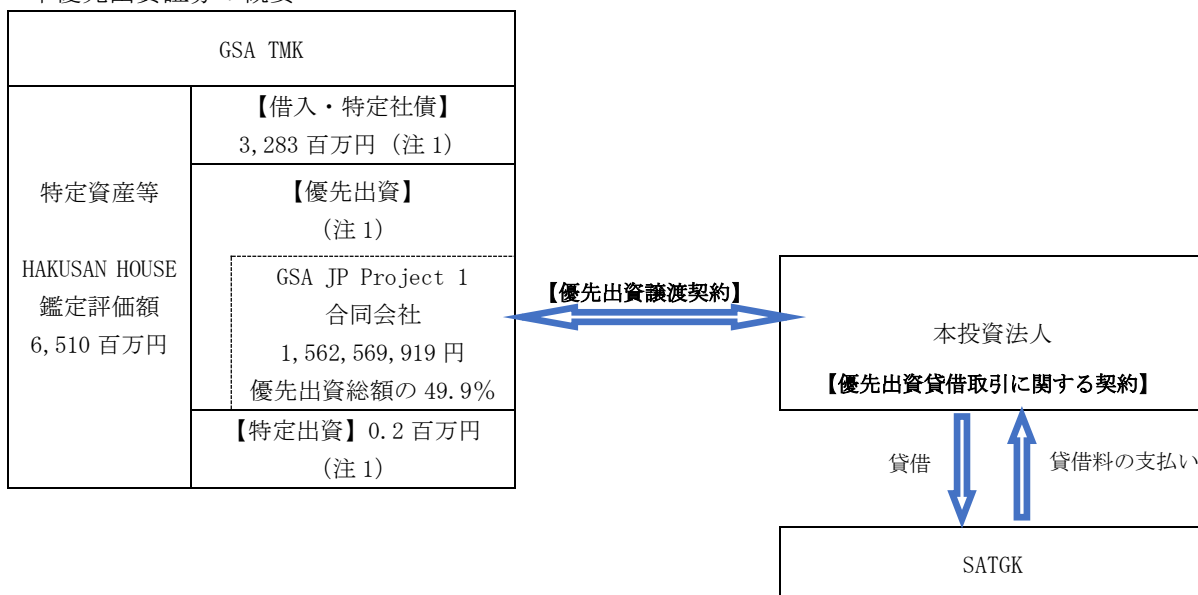 GSA TMK
【借入・特定社債】
3,283 百万円 (注 1)
特定資産等
HAKUSAN HOUSE
鑑定評価額
6,510 百万円
【優先出資】
(注 1)
GSA JP Project 1
合同会社
1,562,569,919 円
優先出資総額の 49.9%
【特定出資】0.2 百万円
(注 1)
【優先出資譲渡契約】
本投資法人
【優先出資貸借取引に関する契約】
貸借
貸借料の支払い
SATGK